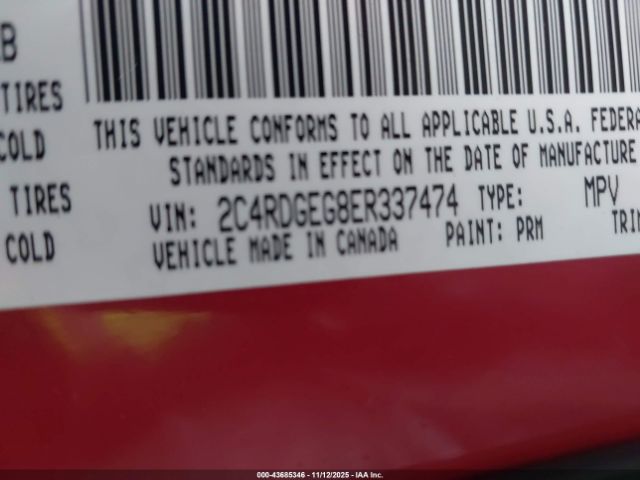 B
TIRES
COLD
TIRES
COLD
THIS VEHICLE CONFORMS TO ALL APPLICABLE U.S.A. FEDERA
STANDARDS IN EFFECT ON THE DATE OF MANUFACTURE
VIN: 2C4RDGEG8ER337474 TYPE: MPV
VEHICLE MADE IN CANADA PAINT: PRM TRIM
000-43685346 - 11/12/2025 - IAA Inc.